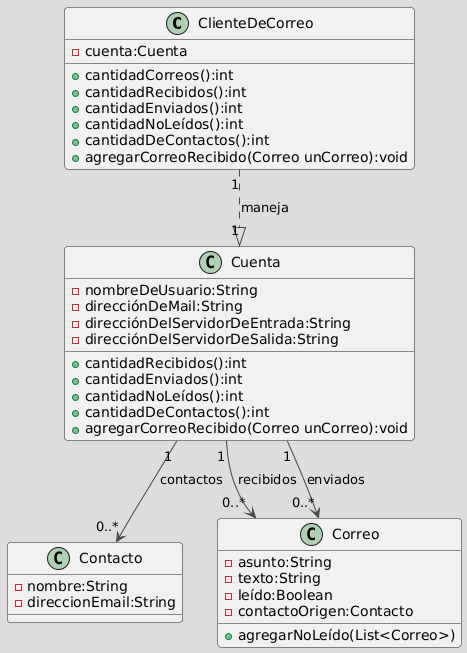 C ClienteDeCorreo
cuenta:Cuenta
cantidadCorreos():int
cantidadRecibidos():int
cantidadEnviados():int
cantidadNoLeídos():int
cantidadDeContactos():int
agregarCorreoRecibido(Correo unCorreo):void
1
maneja
1
C Cuenta
nombreDeUsuario:String
direcciónDeMail:String
direcciónDelServidorDeEntrada:String
direcciónDelServidorDeSalida:String
cantidadRecibidos():int
cantidadEnviados():int
cantidadNoLeídos():int
cantidadDeContactos():int
agregarCorreoRecibido(Correo unCorreo):void
1 1 1
contactos recibidos enviados
0..* 0..* 0..*
C Contacto
nombre:String
direccionEmail:String
C Correo
asunto:String
texto:String
leído:Boolean
contactoOrigen:Contacto
agregarNoLeído(List<Correo>)